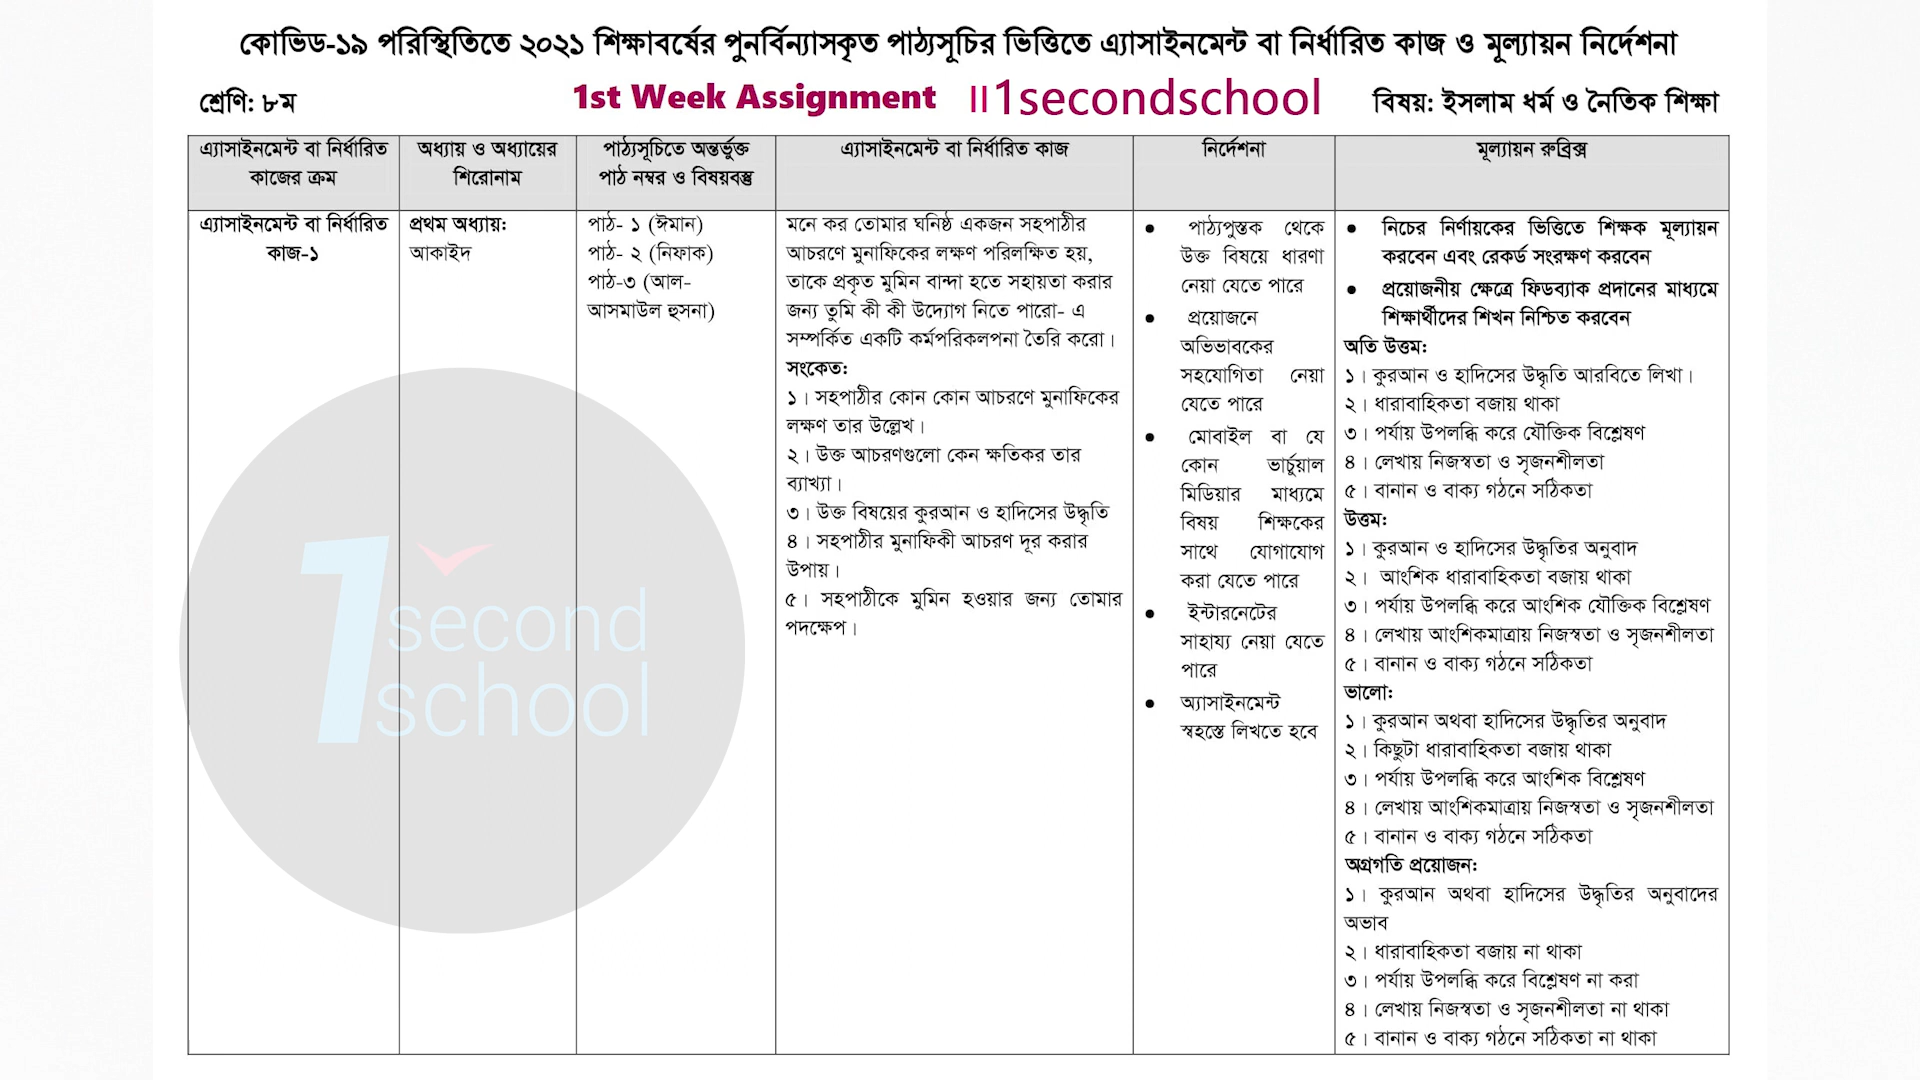 কোভিড-১৯ পরিস্থিতিতে ২০২১ শিক্ষাবর্ষের পুনর্বিন্যাসকৃত পাঠ্যসূচির ভিত্তিতে এ্যাসাইনমেন্ট বা নির্ধারিত কাজ ও মূল্যায়ন নির্দেশনা
শ্রেণি: ৮ম
1st Week Assignment
॥1secondschool
বিষয়: ইসলাম ধর্ম ও নৈতিক শিক্ষা
এ্যাসাইনমেন্ট বা নির্ধারিত
কাজের ক্রম
অধ্যায় ও অধ্যায়ের
শিরোনাম
পাঠ্যসূচিতে অন্তর্ভুক্ত
পাঠ নম্বর ও বিষয়বস্তু
এ্যাসাইনমেন্ট বা নির্ধারিত কাজ
নির্দেশনা
মূল্যায়ন রুব্রিক্স
এ্যাসাইনমেন্ট বা নির্ধারিত
কাজ-১
প্রথম অধ্যায়:
আকাইদ
পাঠ- ১ (ঈমান)
পাঠ- ২ (নিফাক)
পাঠ-৩ (আল-
আসমাউল হুসনা)
মনে কর তোমার ঘনিষ্ঠ একজন সহপাঠীর
আচরণে মুনাফিকের লক্ষণ পরিলক্ষিত হয়,
তাকে প্রকৃত মুমিন বান্দা হতে সহায়তা করার
জন্য তুমি কী কী উদ্যোগ নিতে পারো- এ
সম্পর্কিত একটি কর্মপরিকলপনা তৈরি করো।
সংকেত:
১। সহপাঠীর কোন কোন আচরণে মুনাফিকের
লক্ষণ তার উল্লেখ।
২। উক্ত আচরণগুলো কেন ক্ষতিকর তার
ব্যাখ্যা।
৩। উক্ত বিষয়ের কুরআন ও হাদিসের উদ্ধৃতি
৪। সহপাঠীর মুনাফিকী আচরণ দূর করার
উপায়।
৫। সহপাঠীকে মুমিন হওয়ার জন্য তোমার
পদক্ষেপ।
● পাঠ্যপুস্তক থেকে
উক্ত বিষয়ে ধারণা
নেয়া যেতে পারে
● প্রয়োজনে
অভিভাবকের
সহযোগিতা নেয়া
যেতে পারে
● মোবাইল বা যে
কোন ভার্চুয়াল
মিডিয়ার মাধ্যমে
বিষয় শিক্ষকের
সাথে যোগাযোগ
করা যেতে পারে
● ইন্টারনেটের
সাহায্য নেয়া যেতে
পারে
● অ্যাসাইনমেন্ট
স্বহস্তে লিখতে হবে
● নিচের নির্ণায়কের ভিত্তিতে শিক্ষক মূল্যায়ন
করবেন এবং রেকর্ড সংরক্ষণ করবেন
● প্রয়োজনীয় ক্ষেত্রে ফিডব্যাক প্রদানের মাধ্যমে
শিক্ষার্থীদের শিখন নিশ্চিত করবেন
অতি উত্তম:
১। কুরআন ও হাদিসের উদ্ধৃতি আরবিতে লিখা।
২। ধারাবাহিকতা বজায় থাকা
৩। পর্যায় উপলব্ধি করে যৌক্তিক বিশ্লেষণ
৪। লেখায় নিজস্বতা ও সৃজনশীলতা
৫। বানান ও বাক্য গঠনে সঠিকতা
উত্তম:
১। কুরআন ও হাদিসের উদ্ধৃতির অনুবাদ
২। আংশিক ধারাবাহিকতা বজায় থাকা
৩। পর্যায় উপলব্ধি করে আংশিক যৌক্তিক বিশ্লেষণ
৪। লেখায় আংশিকমাত্রায় নিজস্বতা ও সৃজনশীলতা
৫। বানান ও বাক্য গঠনে সঠিকতা
ভালো:
১। কুরআন অথবা হাদিসের উদ্ধৃতির অনুবাদ
২। কিছুটা ধারাবাহিকতা বজায় থাকা
৩। পর্যায় উপলব্ধি করে আংশিক বিশ্লেষণ
৪। লেখায় আংশিকমাত্রায় নিজস্বতা ও সৃজনশীলতা
৫। বানান ও বাক্য গঠনে সঠিকতা
অগ্রগতি প্রয়োজন:
১। কুরআন অথবা হাদিসের উদ্ধৃতির অনুবাদের
অভাব
২। ধারাবাহিকতা বজায় না থাকা
৩। পর্যায় উপলব্ধি করে বিশ্লেষণ না করা
৪। লেখায় নিজস্বতা ও সৃজনশীলতা না থাকা
৫। বানান ও বাক্য গঠনে সঠিকতা না থাকা
1 second
school